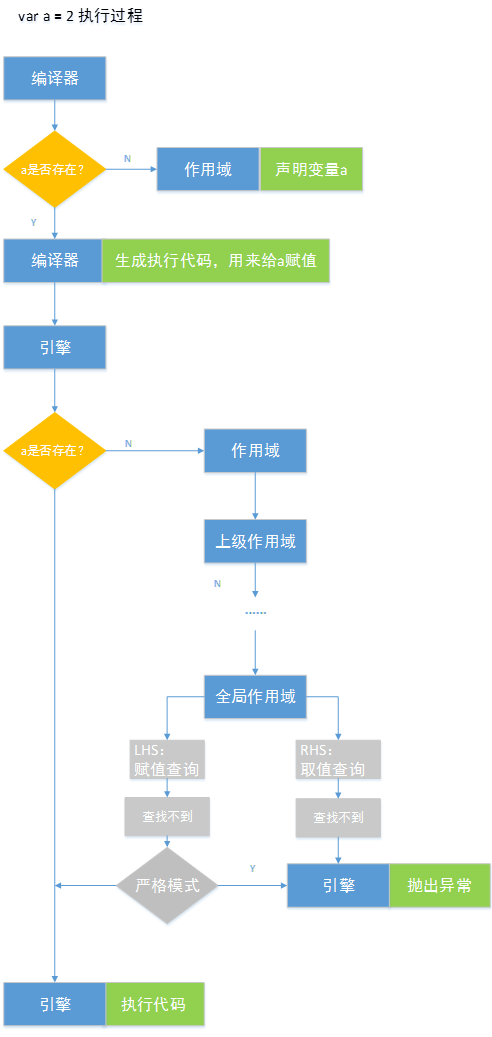 var a = 2 执行过程
编译器
a是否存在？
N
作用域
声明变量a
Y
编译器
生成执行代码，用来给a赋值
引擎
a是否存在？
N
作用域
上级作用域
N
......
全局作用域
LHS：
赋值查询
RHS：
取值查询
查找不到
查找不到
严格模式
Y
引擎
抛出异常
引擎
执行代码